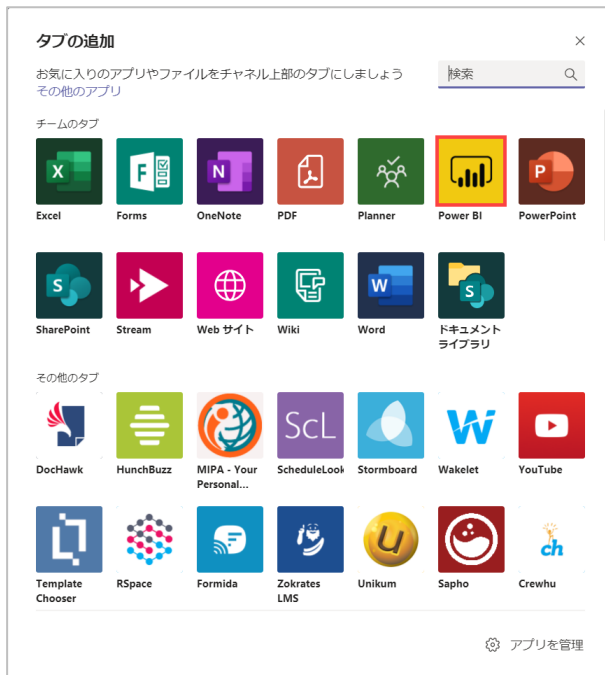 タブの追加
お気に入りのアプリやファイルをチャネル上部のタブにしましょう
その他のアプリ
検索
チームのタブ
Excel Forms OneNote PDF Planner Power BI PowerPoint
SharePoint Stream Web サイト Wiki Word ドキュメント
ライブラリ
その他のタブ
ScL
DocHawk HunchBuzz MIPA - Your ScheduleLook Stormboard Wakelet YouTube
Personal...
Template RSpace Formida Zokrates Unikum Sapho Crewhu
Chooser LMS
アプリを管理